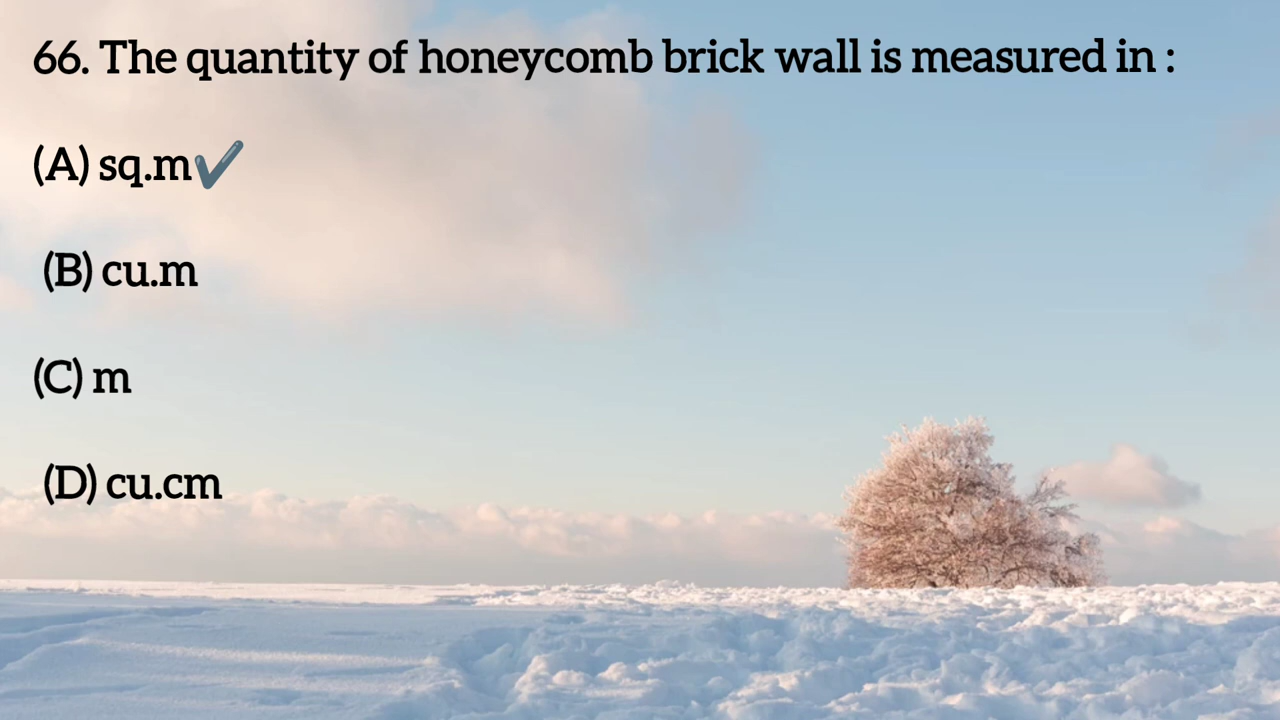 66. The quantity of honeycomb brick wall is measured in :
(A) sq.m✔
(B) cu.m
(C) m
(D) cu.cm